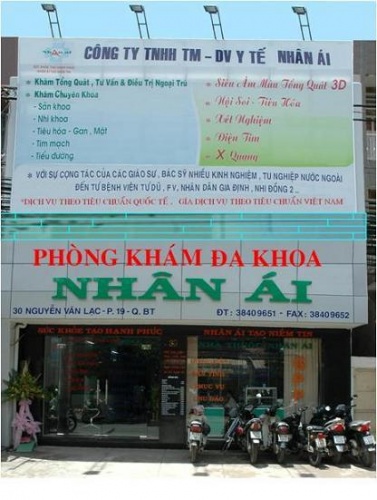 CÔNG TY TNHH TM - DV Y TẾ NHÂN ÁI
• Khám Tổng Quát, Tư Vấn & Điều Trị Ngoại Trú
• Khám Chuyên Khoa
- Sản khoa
- Nhi khoa
- Tiêu hóa - Gan, Mật
- Tim mạch
- Tiểu đường
• Siêu Âm Màu Tổng Quát 3D
• Nội Soi - Tiêu Hóa
• Xét Nghiệm
• Điện Tim
• X Quang
• VỚI SỰ CỘNG TÁC CỦA CÁC GIÁO SƯ, BÁC SỸ NHIỀU KINH NGHIỆM, TU NGHIỆP NƯỚC NGOÀI
ĐẾN TỪ BỆNH VIỆN TỪ DŨ, FV, NHÂN DÂN GIA ĐỊNH, NHI ĐỒNG 2...
"DỊCH VỤ THEO TIÊU CHUẨN QUỐC TẾ, GIÁ DỊCH VỤ THEO TIÊU CHUẨN VIỆT NAM"
PHÒNG KHÁM ĐA KHOA
NHÂN ÁI
30 NGUYỄN VĂN LẠC - P. 19 - Q. BT ĐT : 38409651 - FAX: 38409652
SỨC KHỎE TẠO HẠNH PHÚC
NHÂN ÁI TẠO NIỀM TIN
NHÀ THUỐC NHÂN ÁI